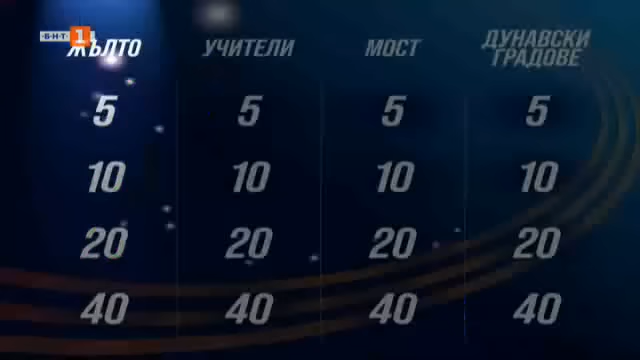 БНТ 1
ЖЪЛТО УЧИТЕЛИ МОСТ ДУНАВСКИ ГРАДОВЕ
5 5 5 5
10 10 10 10
20 20 20 20
40 40 40 40